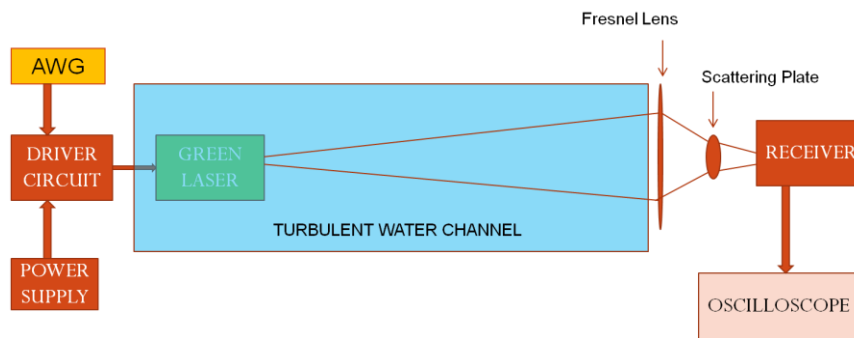 Fresnel Lens
AWG
Scattering Plate
DRIVER
CIRCUIT
GREEN
LASER
RECEIVER
TURBULENT WATER CHANNEL
POWER
SUPPLY
OSCILLOSCOPE